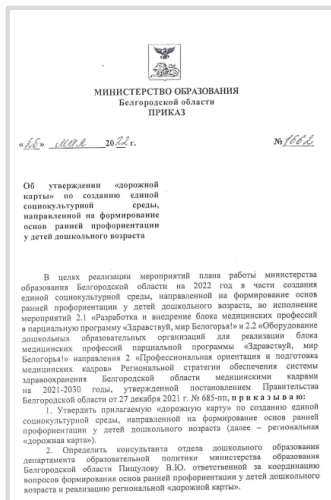 МИНИСТЕРСТВО ОБРАЗОВАНИЯ
Белгородской области
ПРИКАЗ
мая 2022 г.
№ 1662
Об утверждении «дорожной
карты» по созданию единой
социокультурной среды,
направленной на формирование
основ ранней профориентации
у детей дошкольного возраста
В целях реализации мероприятий плана работы министерства
образования Белгородской области на 2022 год в части создания
единой социокультурной среды, направленной на формирование основ
ранней профориентации у детей дошкольного возраста, во исполнение
мероприятий 2.1 «Разработка и внедрение блока медицинских профессий
в парциальную программу «Здравствуй, мир Белогорья!» и 2.2 «Оборудование
дошкольных образовательных организаций для реализации блока
медицинских профессий парциальной программы «Здравствуй, мир
Белогорья!» направления 2 «Профессиональная ориентация и подготовка
медицинских кадров» Региональной стратегии обеспечения системы
здравоохранения Белгородской области медицинскими кадрами
на 2021-2030 годы, утвержденной постановлением Правительства
Белгородской области от 27 декабря 2021 г. № 685-пп, приказываю:
1. Утвердить прилагаемую «дорожную карту» по созданию единой
социокультурной среды, направленной на формирование основ ранней
профориентации у детей дошкольного возраста (далее – региональная
«дорожная карта»).
2. Определить консультанта отдела дошкольного образования
департамента образовательной политики министерства образования
Белгородской области Пищулову В.Ю. ответственной за координацию
вопросов формирования основ ранней профориентации у детей дошкольного
возраста и реализацию региональной «дорожной карты».